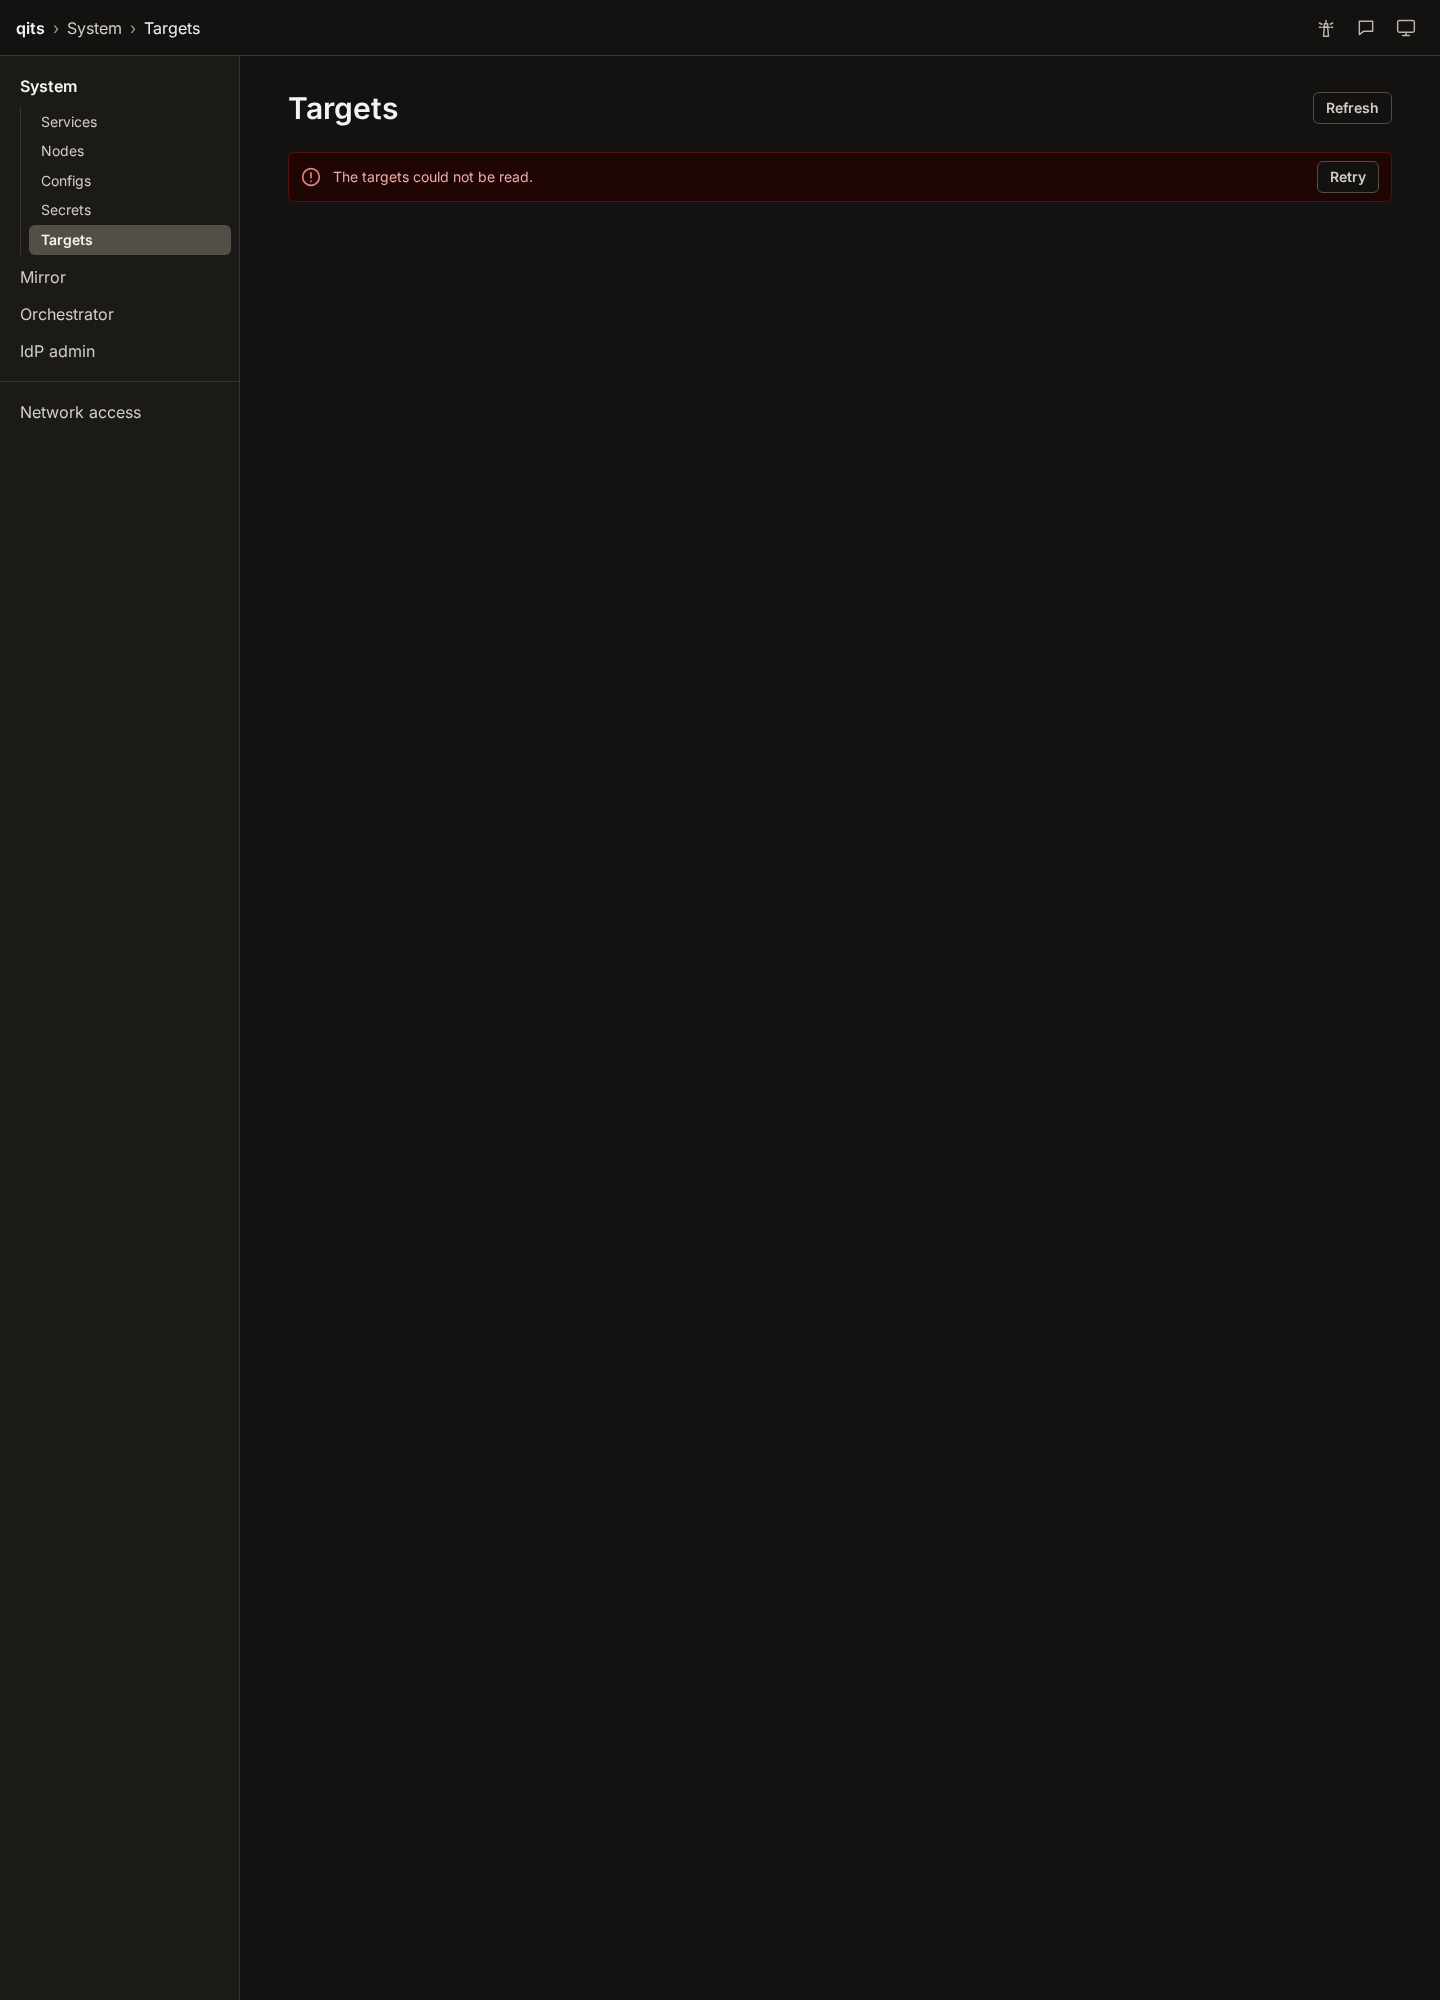 qits › System › Targets
System
Services
Nodes
Configs
Secrets
Targets
Mirror
Orchestrator
IdP admin
Network access
Targets
Refresh
The targets could not be read.
Retry